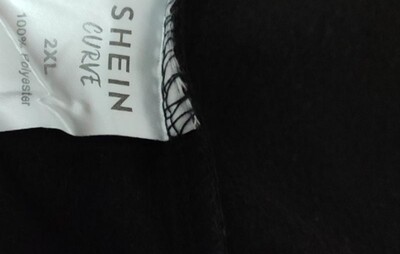 SHEIN
CURVE
2XL
100% Polyester